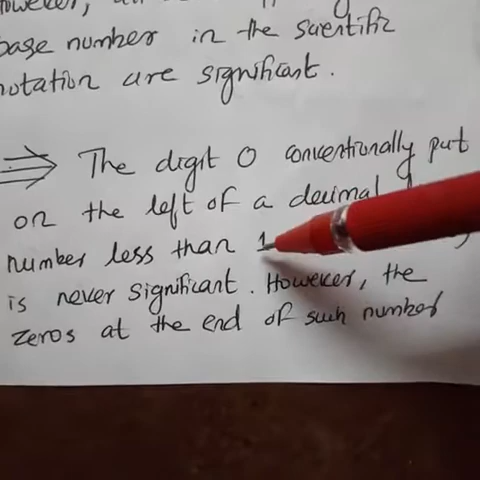 However,
base number in the scientific
notation are significant.
⇒ The digit 0 conventionally put
on the left of a decimal
number less than 1
is never significant. However, the
zeros at the end of such number